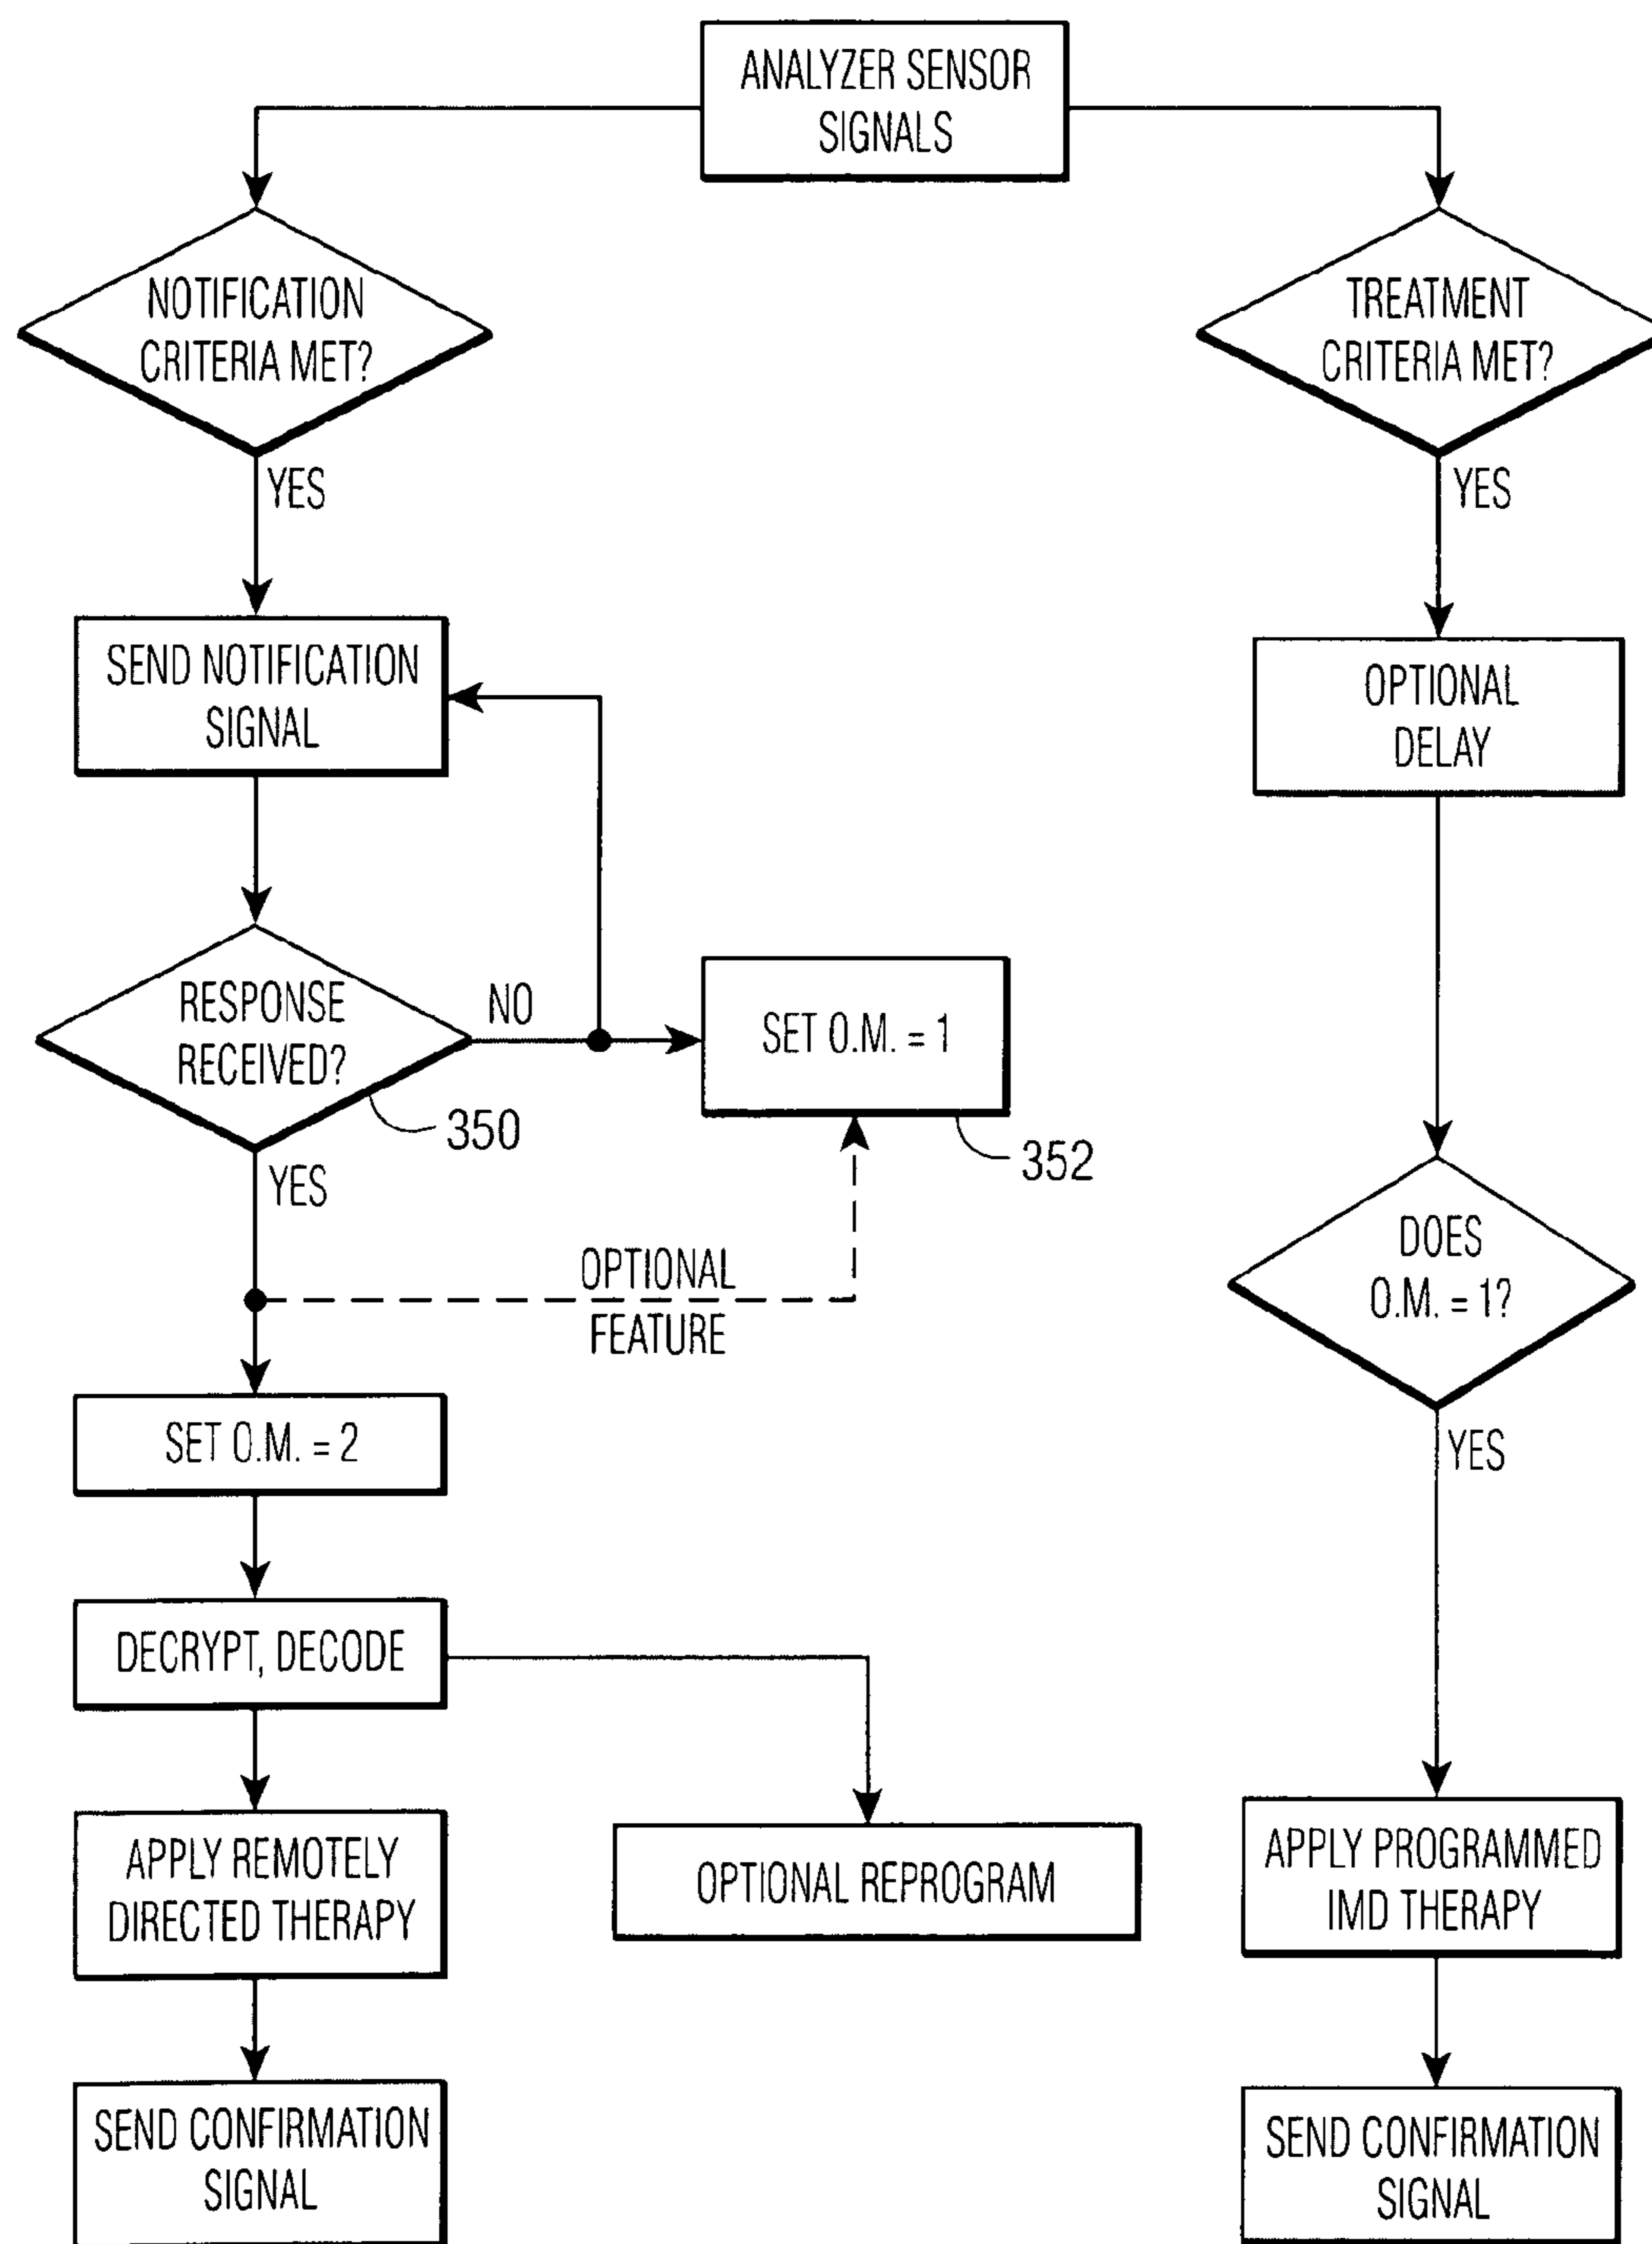 ANALYZER SENSOR
SIGNALS
NOTIFICATION
CRITERIA MET?
YES
SEND NOTIFICATION
SIGNAL
RESPONSE
RECEIVED?
NO
350
SET O.M. = 1
352
YES
OPTIONAL
FEATURE
SET O.M. = 2
DECRYPT, DECODE
APPLY REMOTELY
DIRECTED THERAPY
OPTIONAL REPROGRAM
SEND CONFIRMATION
SIGNAL
TREATMENT
CRITERIA MET?
YES
OPTIONAL
DELAY
DOES
O.M. = 1?
YES
APPLY PROGRAMMED
IMD THERAPY
SEND CONFIRMATION
SIGNAL